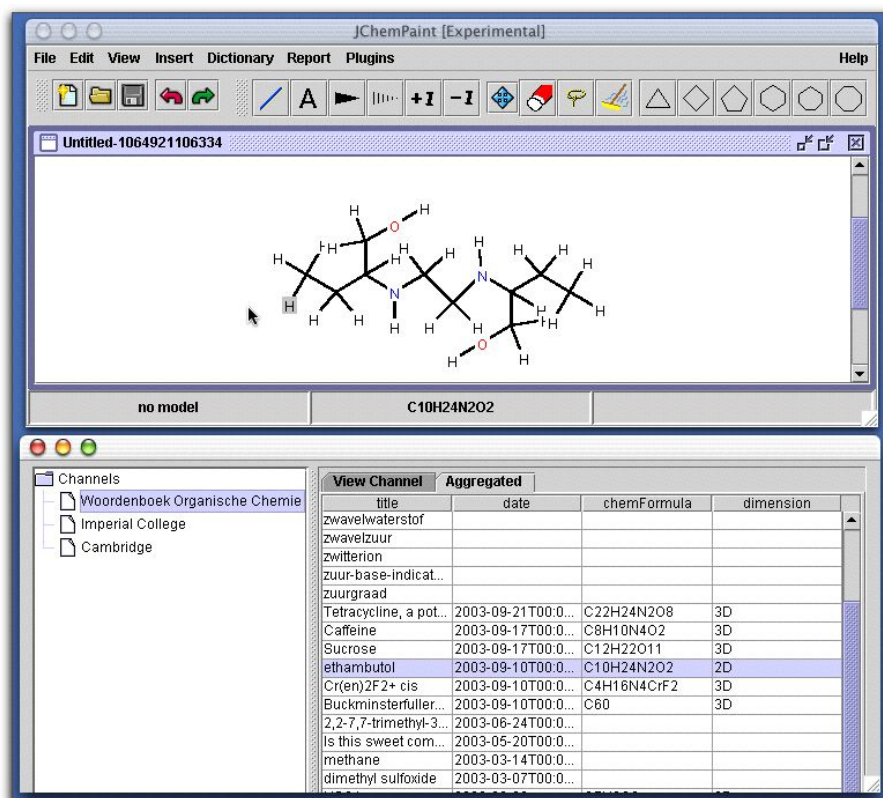 JChemPaint [Experimental]
File Edit View Insert Dictionary Report Plugins Help
A +1 -1
Untitled-1064921106334
H H
O
H H H H H H H
H H H
N
H H
N
H H H H H H H H
O
H H
no model C10H24N2O2
Channels
Woordenboek Organische Chemie
Imperial College
Cambridge
View Channel Aggregated
title date chemFormula dimension
zwavelwaterstof
zwavelzuur
zwitterion
zuur-base-indicat...
zuurgraad
Tetracycline, a pot... 2003-09-21T00:0... C22H24N2O8 3D
Caffeine 2003-09-17T00:0... C8H10N4O2 3D
Sucrose 2003-09-17T00:0... C12H22O11 3D
ethambutol 2003-09-10T00:0... C10H24N2O2 2D
Cr(en)2F2+ cis 2003-09-10T00:0... C4H16N4CrF2 3D
Buckminsterfuller... 2003-09-10T00:0... C60 3D
2,2-7,7-trimethyl-3... 2003-06-24T00:0...
Is this sweet com... 2003-05-20T00:0...
methane 2003-03-14T00:0...
dimethyl sulfoxide 2003-03-07T00:0...